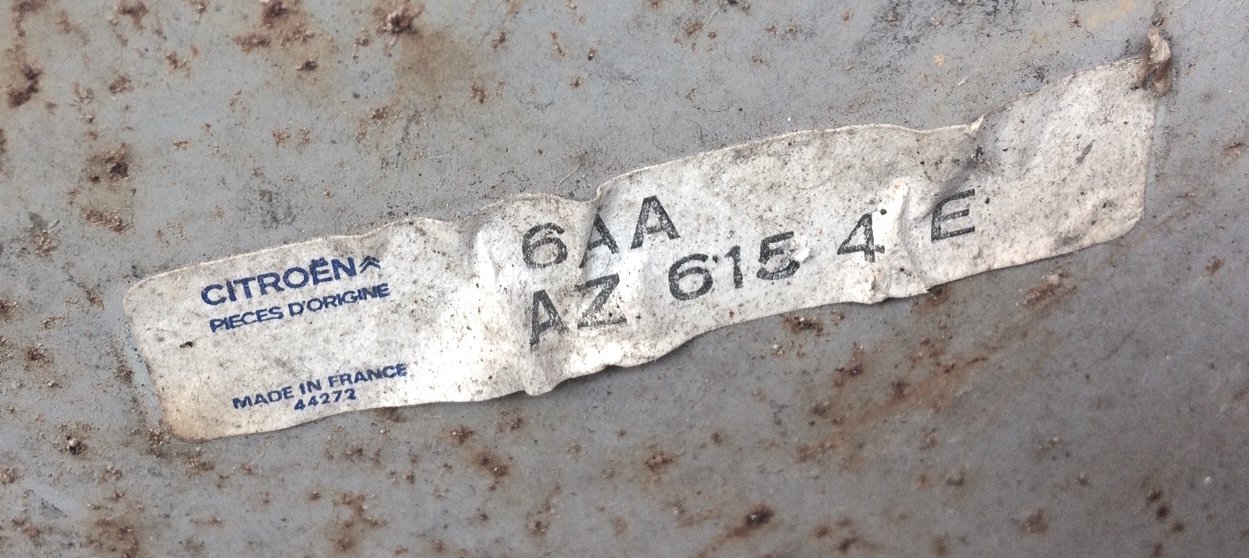 CITROËN
PIECES D'ORIGINE
MADE IN FRANCE
44272
6AA
AZ 615 4 E